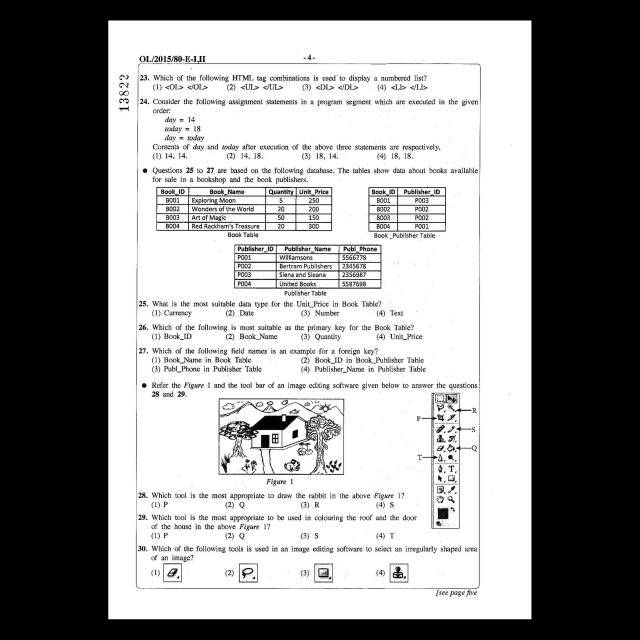 OL/2015/80-E-I,II
- 4 -
13822
23. Which of the following HTML tag combinations is used to display a numbered list?
(1) <OL> </OL> (2) <UL> </UL> (3) <DL> </DL> (4) <LI> </LI>
24. Consider the following assignment statements in a program segment which are executed in the given
order:
day = 14
today = 18
day = today
Contents of day and today after execution of the above three statements are respectively,
(1) 14, 14. (2) 14, 18. (3) 18, 14. (4) 18, 18.
● Questions 25 to 27 are based on the following database. The tables show data about books available
for sale in a bookshop and the book publishers.
Book_ID Book_Name Quantity Unit_Price
B001 Exploring Moon 5 250
B002 Wonders of the World 20 200
B003 Art of Magic 50 150
B004 Red Rackham's Treasure 20 300
Book Table
Book_ID Publisher_ID
B001 P003
B002 P002
B003 P002
B004 P001
Book_Publisher Table
Publisher_ID Publisher_Name Publ_Phone
P001 Williamsons 5566778
P002 Bertram Publishers 2345678
P003 Siena and Sieana 2356987
P004 United Books 5587698
Publisher Table
25. What is the most suitable data type for the Unit_Price in Book Table?
(1) Currency (2) Date (3) Number (4) Text
26. Which of the following is most suitable as the primary key for the Book Table?
(1) Book_ID (2) Book_Name (3) Quantity (4) Unit_Price
27. Which of the following field names is an example for a foreign key?
(1) Book_Name in Book Table (2) Book_ID in Book_Publisher Table
(3) Publ_Phone in Publisher Table (4) Publisher_Name in Publisher Table
● Refer the Figure 1 and the tool bar of an image editing software given below to answer the questions
28 and 29.
R
P
S
Q
T
Figure 1
28. Which tool is the most appropriate to draw the rabbit in the above Figure 1?
(1) P (2) Q (3) R (4) S
29. Which tool is the most appropriate to be used in colouring the roof and the door
of the house in the above Figure 1?
(1) P (2) Q (3) S (4) T
30. Which of the following tools is used in an image editing software to select an irregularly shaped area
of an image?
(1) (2) (3) (4)
[see page five